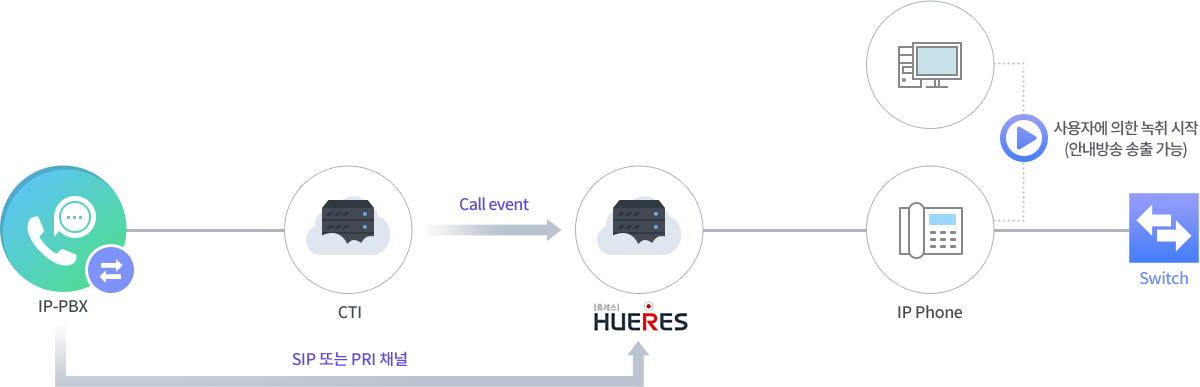 사용자에 의한 녹취 시작
(안내방송 송출 가능)
Call event
Switch
IP-PBX
CTI
|휴레스|
HUERES
IP Phone
SIP 또는 PRI 채널